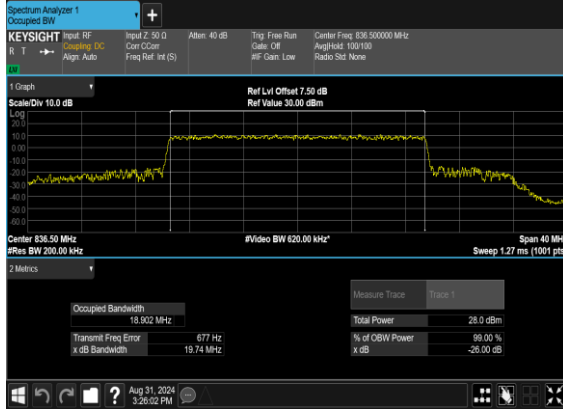 Spectrum Analyzer 1
Occupied BW
+
KEYSIGHT Input: RF Input Z: 50 Ω Atten: 40 dB Trig: Free Run Center Freq: 836.500000 MHz
R T Coupling: DC Corr CCorr Gate: Off Avg|Hold: 100/100
Align: Auto Freq Ref: Int (S) #IF Gain: Low Radio Std: None
1 Graph
Ref Lvl Offset 7.50 dB
Scale/Div 10.0 dB Ref Value 30.00 dBm
Log
20.0
10.0
0.00
-10.0
-20.0
-30.0
-40.0
-50.0
-60.0
Center 836.50 MHz #Video BW 620.00 kHz* Span 40 MH
#Res BW 200.00 kHz Sweep 1.27 ms (1001 pts
2 Metrics
Measure Trace Trace 1
Occupied Bandwidth
18.902 MHz
Total Power 28.0 dBm
Transmit Freq Error 677 Hz % of OBW Power 99.00 %
x dB Bandwidth 19.74 MHz x dB -26.00 dB
? Aug 31, 2024
3:26:02 PM